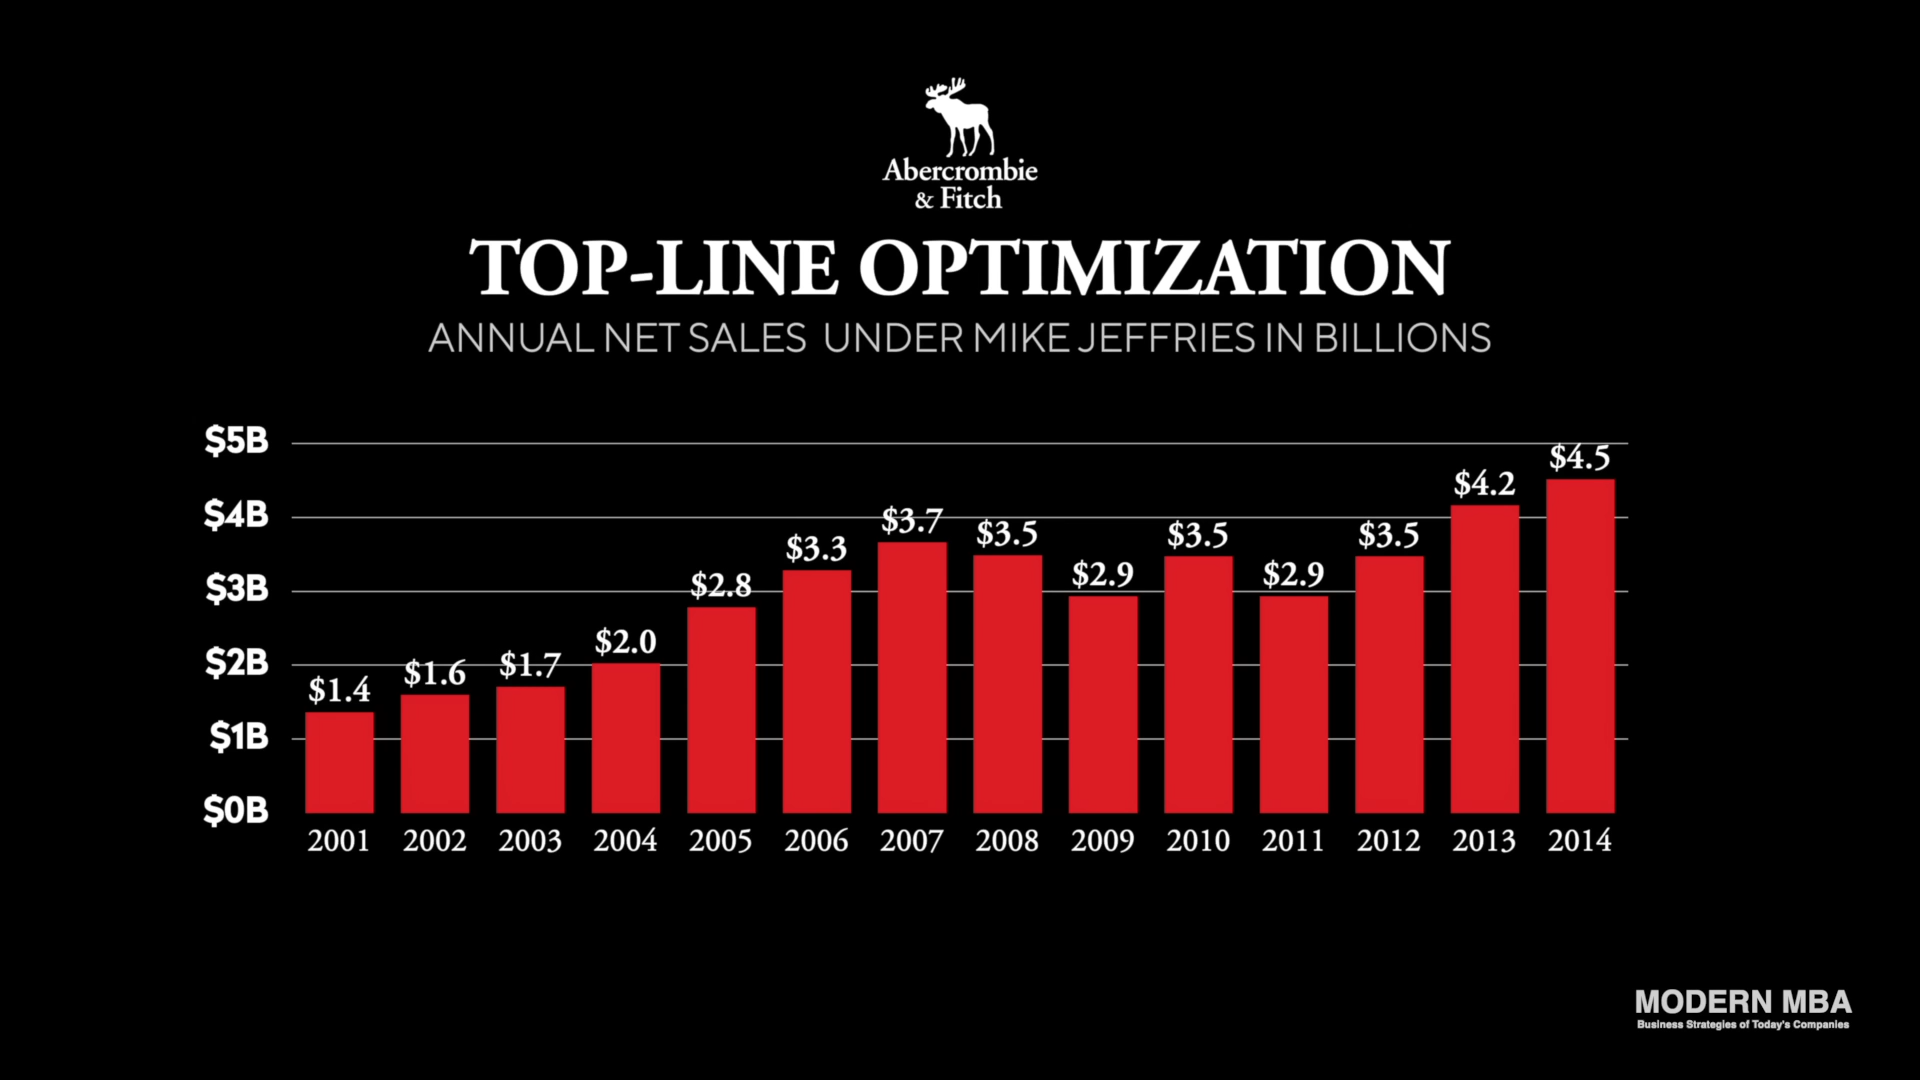 Abercrombie
& Fitch
TOP-LINE OPTIMIZATION
ANNUAL NET SALES UNDER MIKE JEFFRIES IN BILLIONS
$5B
$4B
$3B
$2B
$1B
$0B
$1.4
$1.6
$1.7
$2.0
$2.8
$3.3
$3.7
$3.5
$2.9
$3.5
$2.9
$3.5
$4.2
$4.5
2001 2002 2003 2004 2005 2006 2007 2008 2009 2010 2011 2012 2013 2014
MODERN MBA
Business Strategies of Today's Companies